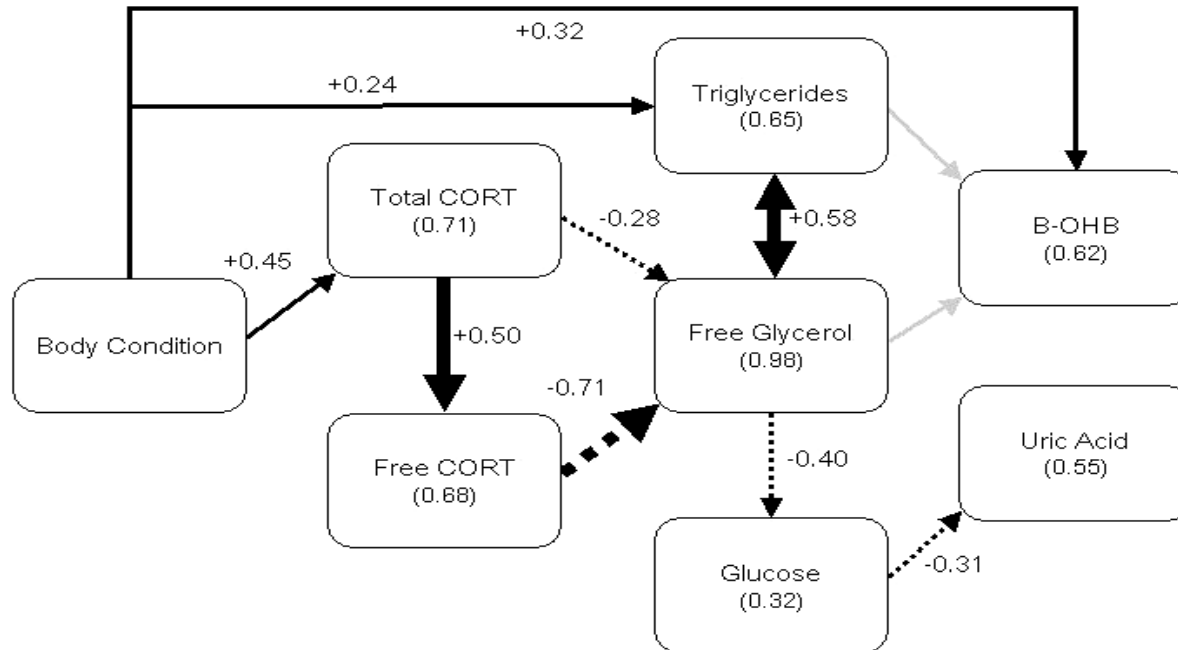 +0.32
+0.24
Triglycerides
(0.65)
Total CORT
(0.71)
-0.28
+0.58
B-OHB
(0.62)
+0.45
Body Condition
+0.50
Free Glycerol
(0.98)
-0.71
Free CORT
(0.68)
-0.40
Uric Acid
(0.55)
Glucose
(0.32)
-0.31